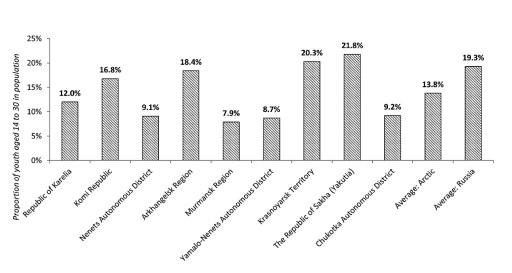 Proportion of youth aged 14 to 30 in population
25%
20%
15%
10%
5%
0%
12.0%
16.8%
9.1%
18.4%
7.9%
8.7%
20.3%
21.8%
9.2%
13.8%
19.3%
Republic of Karelia
Komi Republic
Nenets Autonomous District
Arkhangelsk Region
Murmansk Region
Yamalo-Nenets Autonomous District
Krasnoyarsk Territory
The Republic of Sakha (Yakutia)
Chukotka Autonomous District
Average: Arctic
Average: Russia